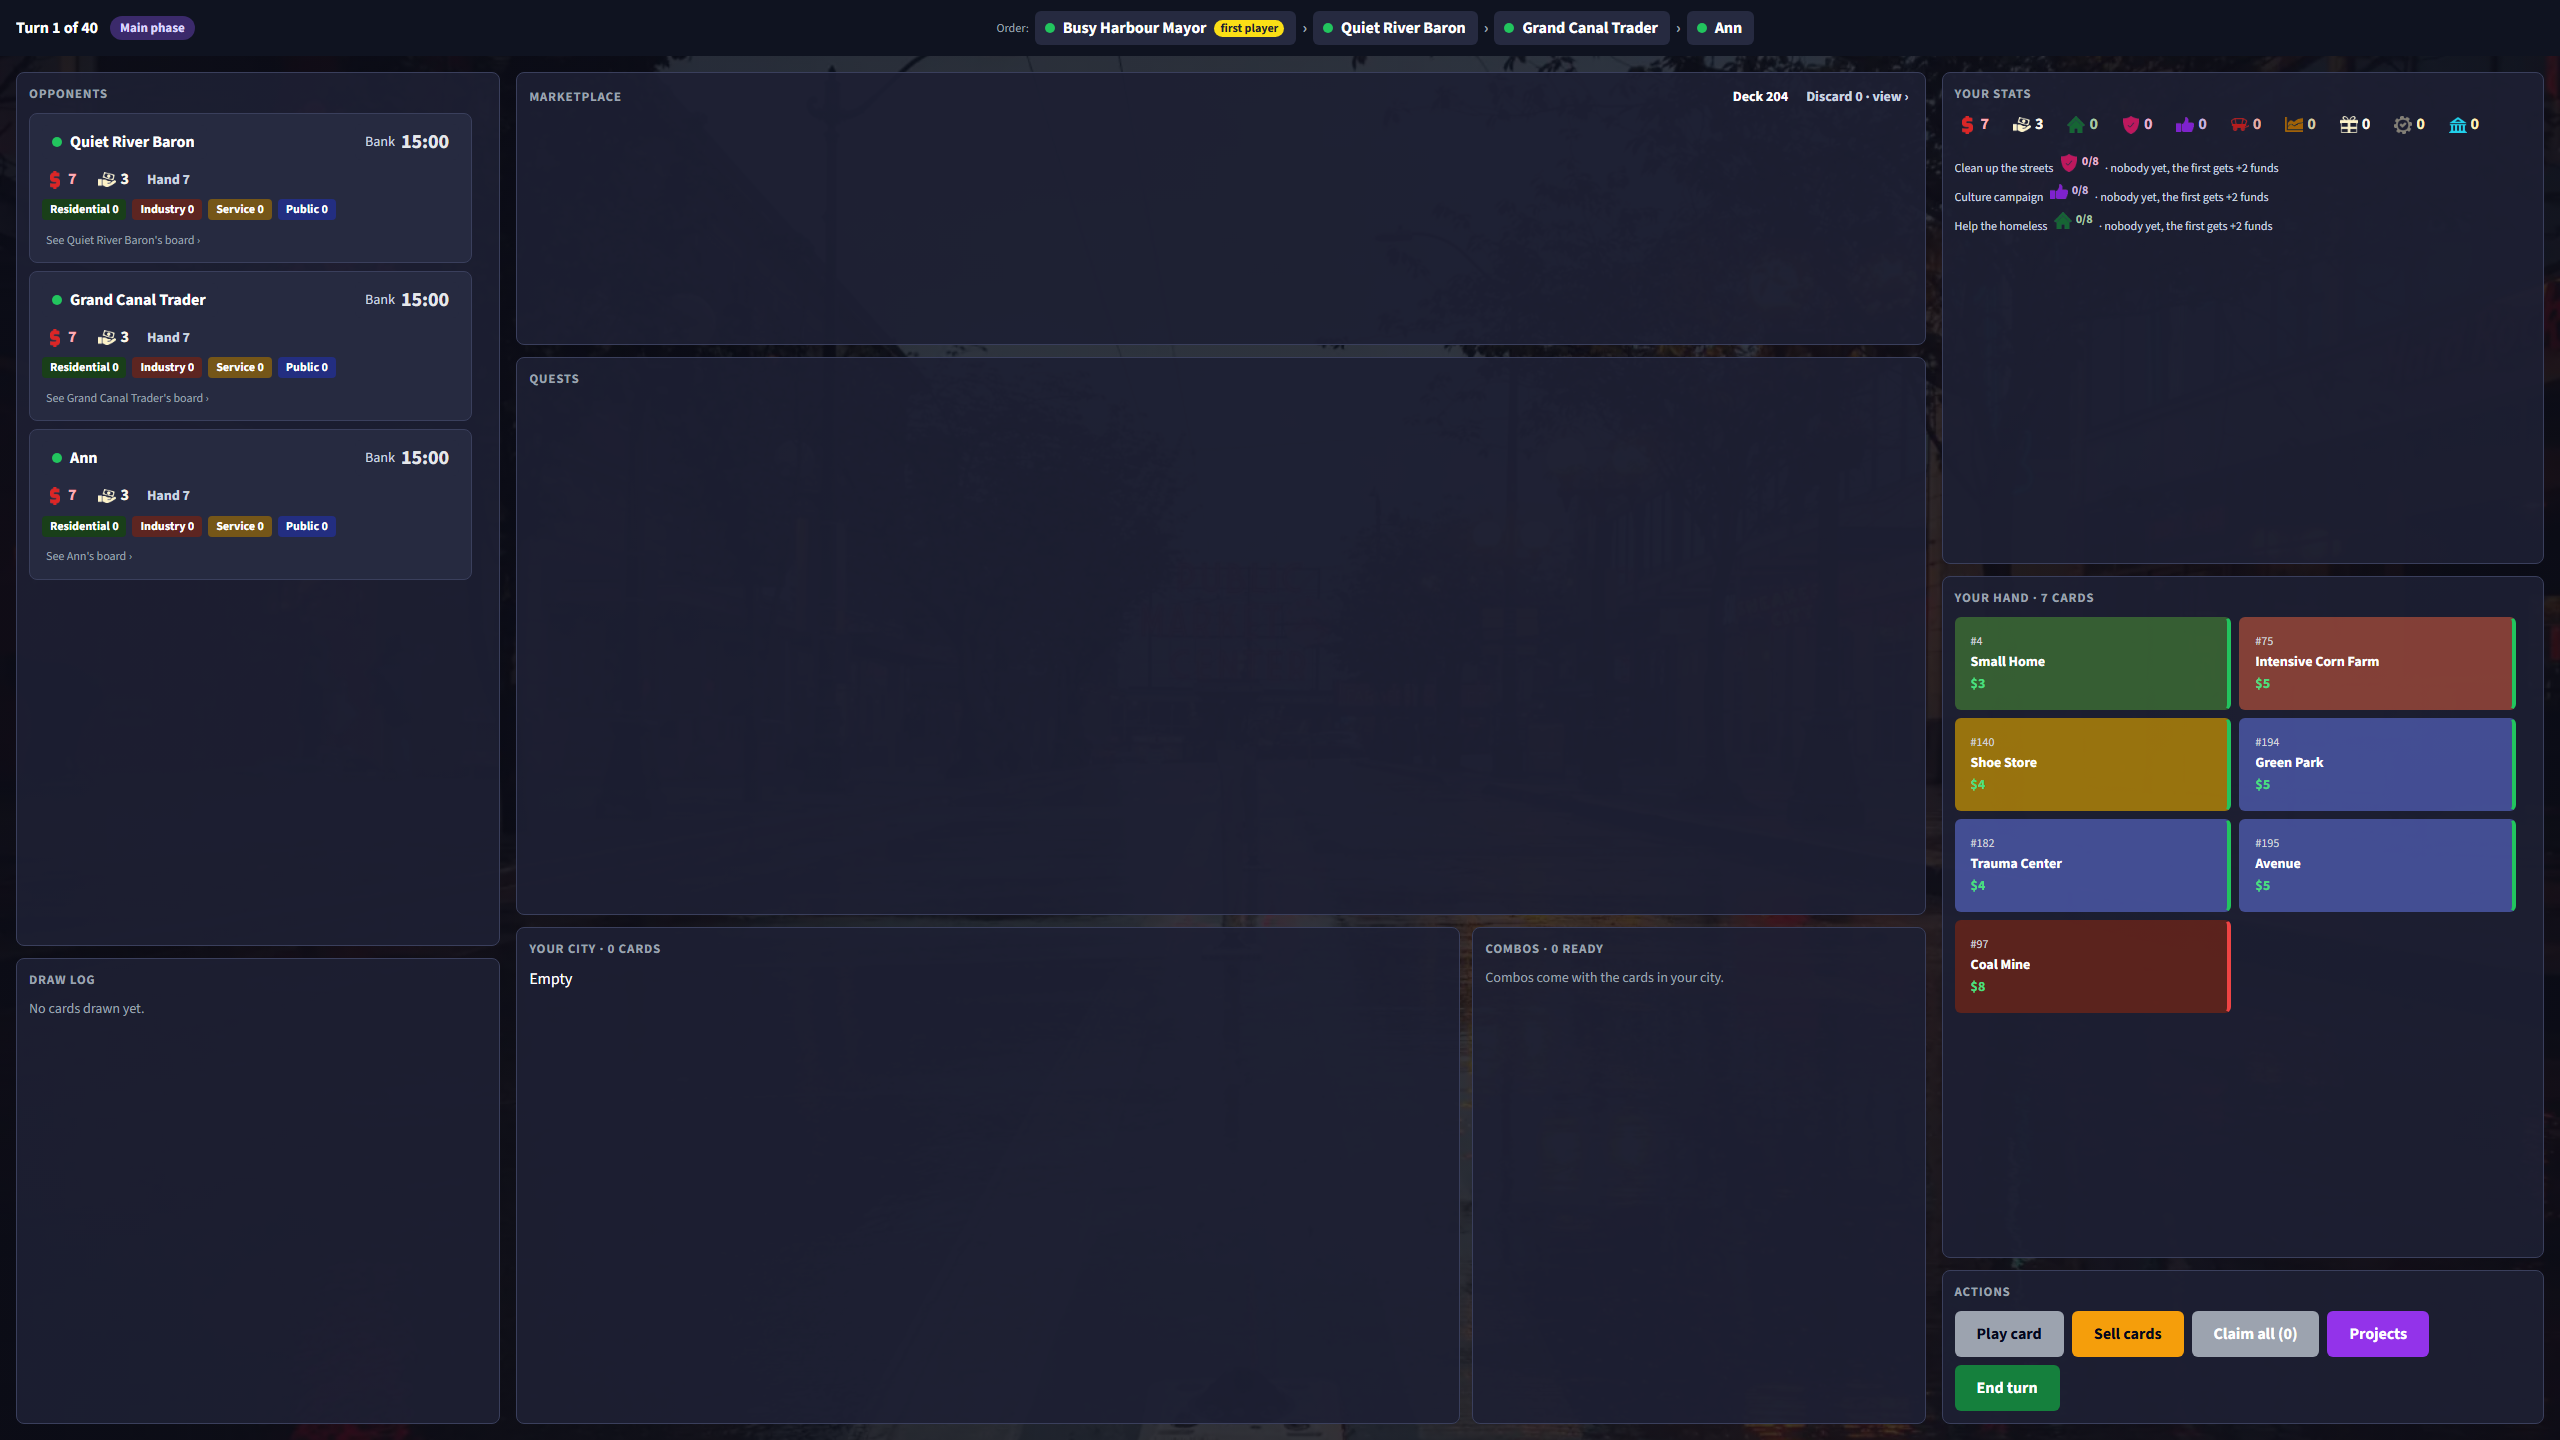 Turn 1 of 40 Main phase Order: Busy Harbour Mayor first player › Quiet River Baron › Grand Canal Trader › Ann
OPPONENTS
Quiet River Baron Bank 15:00
7 3 Hand 7
Residential 0 Industry 0 Service 0 Public 0
See Quiet River Baron's board ›
Grand Canal Trader Bank 15:00
7 3 Hand 7
Residential 0 Industry 0 Service 0 Public 0
See Grand Canal Trader's board ›
Ann Bank 15:00
7 3 Hand 7
Residential 0 Industry 0 Service 0 Public 0
See Ann's board ›
DRAW LOG
No cards drawn yet.
MARKETPLACE Deck 204 Discard 0 · view ›
QUESTS
YOUR CITY · 0 CARDS
Empty
COMBOS · 0 READY
Combos come with the cards in your city.
YOUR STATS
7 3 0 0 0 0 0 0 0 0
Clean up the streets 0/8 · nobody yet, the first gets +2 funds
Culture campaign 0/8 · nobody yet, the first gets +2 funds
Help the homeless 0/8 · nobody yet, the first gets +2 funds
YOUR HAND · 7 CARDS
#4
Small Home
$3
#75
Intensive Corn Farm
$5
#140
Shoe Store
$4
#194
Green Park
$5
#182
Trauma Center
$4
#195
Avenue
$5
#97
Coal Mine
$8
ACTIONS
Play card Sell cards Claim all (0) Projects
End turn